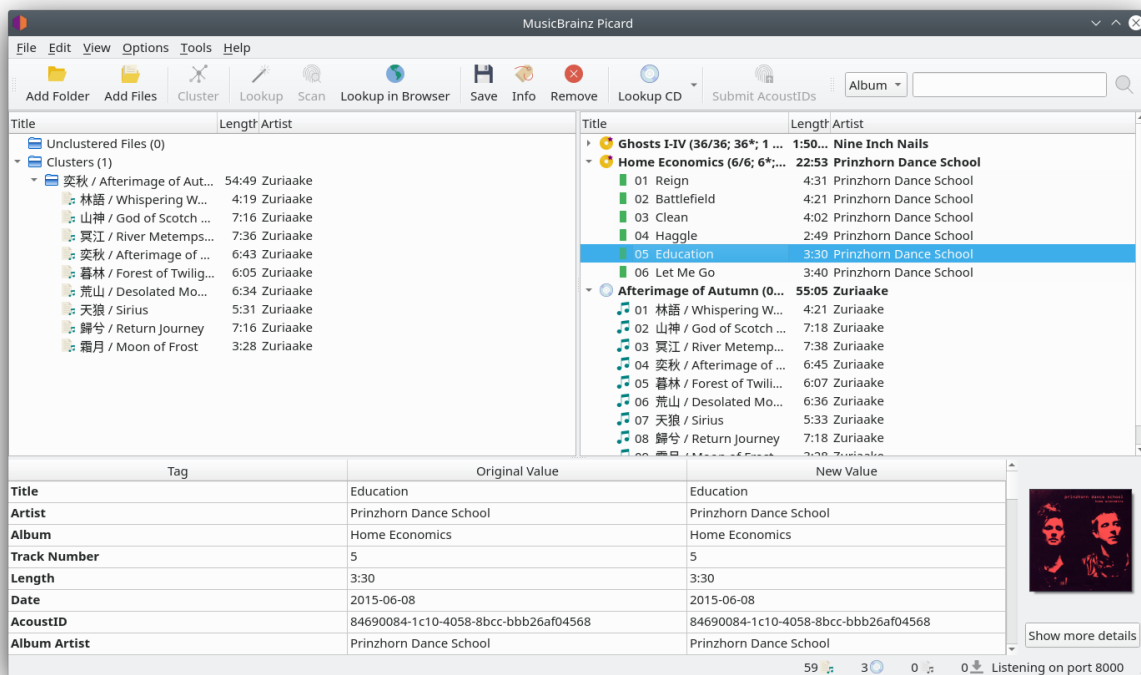 MusicBrainz Picard
File Edit View Options Tools Help
Add Folder Add Files Cluster Lookup Scan Lookup in Browser Save Info Remove Lookup CD Submit AcoustIDs Album
Title Length Artist
Unclustered Files (0)
Clusters (1)
奕秋 / Afterimage of Aut... 54:49 Zuriaake
林語 / Whispering W... 4:19 Zuriaake
山神 / God of Scotch ... 7:16 Zuriaake
冥江 / River Metemps... 7:36 Zuriaake
奕秋 / Afterimage of ... 6:43 Zuriaake
暮林 / Forest of Twilig... 6:05 Zuriaake
荒山 / Desolated Mo... 6:34 Zuriaake
天狼 / Sirius 5:31 Zuriaake
歸兮 / Return Journey 7:16 Zuriaake
霜月 / Moon of Frost 3:28 Zuriaake
Title Length Artist
Ghosts I-IV (36/36; 36*; 1 ... 1:50... Nine Inch Nails
Home Economics (6/6; 6*;... 22:53 Prinzhorn Dance School
01 Reign 4:31 Prinzhorn Dance School
02 Battlefield 4:21 Prinzhorn Dance School
03 Clean 4:02 Prinzhorn Dance School
04 Haggle 2:49 Prinzhorn Dance School
05 Education 3:30 Prinzhorn Dance School
06 Let Me Go 3:40 Prinzhorn Dance School
Afterimage of Autumn (0... 55:05 Zuriaake
01 林語 / Whispering W... 4:21 Zuriaake
02 山神 / God of Scotch ... 7:18 Zuriaake
03 冥江 / River Metemp... 7:38 Zuriaake
04 奕秋 / Afterimage of ... 6:45 Zuriaake
05 暮林 / Forest of Twili... 6:07 Zuriaake
06 荒山 / Desolated Mo... 6:36 Zuriaake
07 天狼 / Sirius 5:33 Zuriaake
08 歸兮 / Return Journey 7:18 Zuriaake
09 霜月 / Moon of Frost 3:28 Zuriaake
Tag Original Value New Value
Title Education Education
Artist Prinzhorn Dance School Prinzhorn Dance School
Album Home Economics Home Economics
Track Number 5 5
Length 3:30 3:30
Date 2015-06-08 2015-06-08
AcoustID 84690084-1c10-4058-8bcc-bbb26af04568 84690084-1c10-4058-8bcc-bbb26af04568
Album Artist Prinzhorn Dance School Prinzhorn Dance School
prinzhorn dance school
home economics
Show more details
59 3 0 0 Listening on port 8000